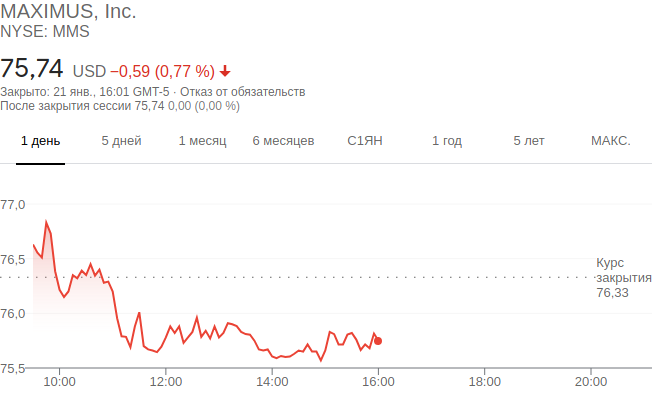 MAXIMUS, Inc.
NYSE: MMS
75,74 USD −0,59 (0,77 %)
Закрыто: 21 янв., 16:01 GMT-5 · Отказ от обязательств
После закрытия сессии 75,74 0,00 (0,00 %)
1 день 5 дней 1 месяц 6 месяцев С1ЯН 1 год 5 лет МАКС.
77,0
76,5
Курс
закрытия
76,33
76,0
75,5
10:00 12:00 14:00 16:00 18:00 20:00